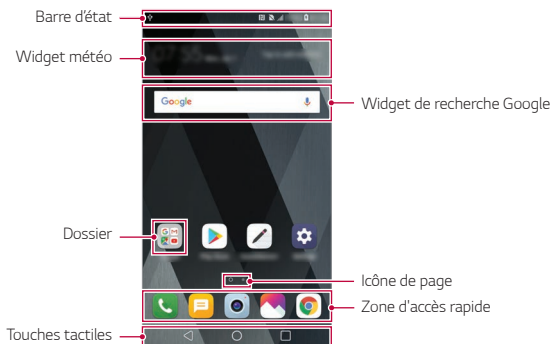 Barre d'état
Widget météo
Google
Widget de recherche Google
Dossier
Icône de page
Zone d'accès rapide
Touches tactiles